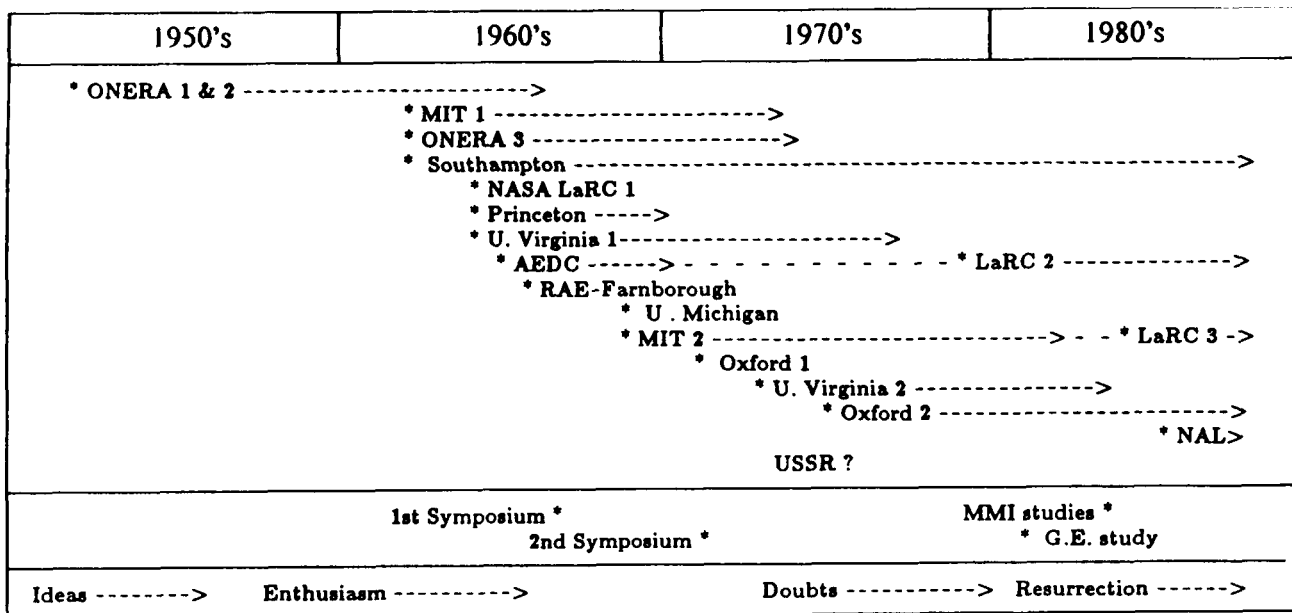 1950's 1960's 1970's 1980's
* ONERA 1 & 2 -------------------------->
* MIT 1 ----------------------->
* ONERA 3 ---------------------->
* Southampton -------------------------------------------------------->
* NASA LaRC 1
* Princeton ----->
* U. Virginia 1---------------------->
* AEDC ------> - - - - - - - - - - * LaRC 2 --------------->
* RAE-Farnborough
* U . Michigan
* MIT 2 -----------------------------> - - * LaRC 3 ->
* Oxford 1
* U. Virginia 2 --------------->
* Oxford 2 ------------------------->
* NAL>
USSR ?
1st Symposium * MMI studies *
2nd Symposium * * G.E. study
Ideas --------> Enthusiasm ----------> Doubts -----------> Resurrection ------>